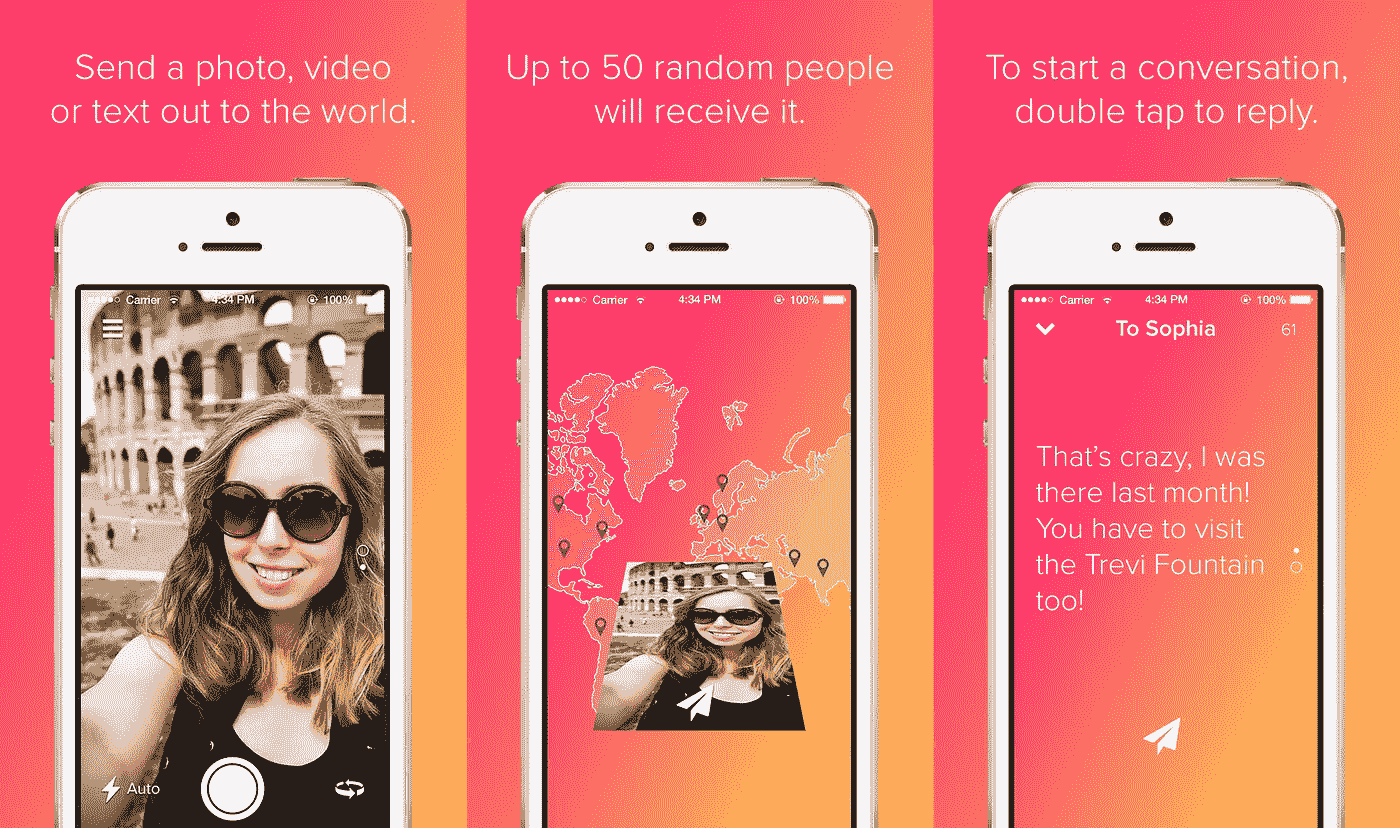 Send a photo, video
or text out to the world.
Carrier 4:34 PM 100%
Auto
Up to 50 random people
will receive it.
Carrier 4:34 PM 100%
To start a conversation,
double tap to reply.
Carrier 4:34 PM 100%
To Sophia 61
That's crazy, I was
there last month!
You have to visit
the Trevi Fountain
too!